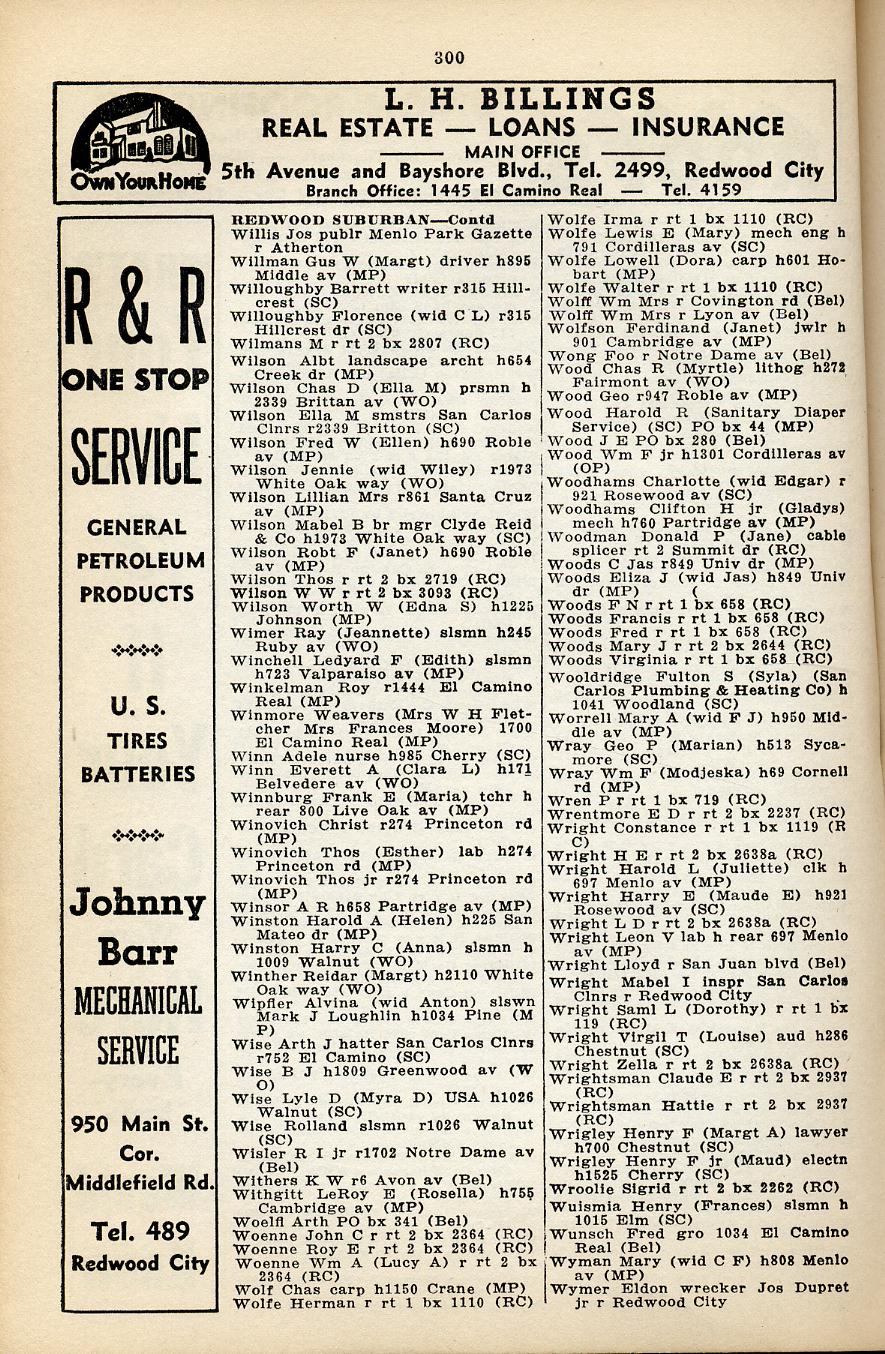 300
OWN YOUR HOME
L. H. BILLINGS
REAL ESTATE — LOANS — INSURANCE
MAIN OFFICE
5th Avenue and Bayshore Blvd., Tel. 2499, Redwood City
Branch Office: 1445 El Camino Real — Tel. 4159
R & R
ONE STOP
SERVICE
GENERAL
PETROLEUM
PRODUCTS
U. S.
TIRES
BATTERIES
Johnny
Barr
MECHANICAL
SERVICE
950 Main St.
Cor.
Middlefield Rd.
Tel. 489
Redwood City
REDWOOD SUBURBAN—Contd
Willis Jos publr Menlo Park Gazette
r Atherton
Willman Gus W (Margt) driver h895
Middle av (MP)
Willoughby Barrett writer r315 Hill-
crest (SC)
Willoughby Florence (wid C L) r315
Hillcrest dr (SC)
Wilmans M r rt 2 bx 2807 (RC)
Wilson Albt landscape archt h654
Creek dr (MP)
Wilson Chas D (Ella M) prsmn h
2339 Brittan av (WO)
Wilson Ella M smstrs San Carlos
Clnrs r2339 Britton (SC)
Wilson Fred W (Ellen) h690 Roble
av (MP)
Wilson Jennie (wid Wiley) r1973
White Oak way (WO)
Wilson Lillian Mrs r861 Santa Cruz
av (MP)
Wilson Mabel B br mgr Clyde Reid
& Co h1973 White Oak way (SC)
Wilson Robt F (Janet) h690 Roble
av (MP)
Wilson Thos r rt 2 bx 2719 (RC)
Wilson W W r rt 2 bx 3093 (RC)
Wilson Worth W (Edna S) h1225
Johnson (MP)
Wimer Ray (Jeannette) slsmn h245
Ruby av (WO)
Winchell Ledyard F (Edith) slsmn
h723 Valparaiso av (MP)
Winkelman Roy r1444 El Camino
Real (MP)
Winmore Weavers (Mrs W H Flet-
cher Mrs Frances Moore) 1700
El Camino Real (MP)
Winn Adele nurse h985 Cherry (SC)
Winn Everett A (Clara L) h171
Belvedere av (WO)
Winnburg Frank E (Maria) tchr h
rear 800 Live Oak av (MP)
Winovich Christ r274 Princeton rd
(MP)
Winovich Thos (Esther) lab h274
Princeton rd (MP)
Winovich Thos jr r274 Princeton rd
(MP)
Winsor A R h658 Partridge av (MP)
Winston Harold A (Helen) h225 San
Mateo dr (MP)
Winston Harry C (Anna) slsmn h
1009 Walnut (WO)
Winther Reidar (Margt) h2110 White
Oak way (WO)
Wipfler Alvina (wid Anton) slswn
Mark J Loughlin h1034 Pine (M
P)
Wise Arth J hatter San Carlos Clnrs
r752 El Camino (SC)
Wise B J h1809 Greenwood av (W
O)
Wise Lyle D (Myra D) USA h1026
Walnut (SC)
Wise Rolland slsmn r1026 Walnut
(SC)
Wisler R I jr r1702 Notre Dame av
(Bel)
Withers K W r6 Avon av (Bel)
Withgitt LeRoy E (Rosella) h755
Cambridge av (MP)
Woelfl Arth PO bx 341 (Bel)
Woenne John C r rt 2 bx 2364 (RC)
Woenne Roy E r rt 2 bx 2364 (RC)
Woenne Wm A (Lucy A) r rt 2 bx
2364 (RC)
Wolf Chas carp h1150 Crane (MP)
Wolfe Herman r rt 1 bx 1110 (RC)
Wolfe Irma r rt 1 bx 1110 (RC)
Wolfe Lewis E (Mary) mech eng h
791 Cordilleras av (SC)
Wolfe Lowell (Dora) carp h601 Ho-
bart (MP)
Wolfe Walter r rt 1 bx 1110 (RC)
Wolff Wm Mrs r Covington rd (Bel)
Wolff Wm Mrs r Lyon av (Bel)
Wolfson Ferdinand (Janet) jwlr h
901 Cambridge av (MP)
Wong Foo r Notre Dame av (Bel)
Wood Chas R (Myrtle) lithog h272
Fairmont av (WO)
Wood Geo r947 Roble av (MP)
Wood Harold R (Sanitary Diaper
Service) (SC) PO bx 44 (MP)
Wood J E PO bx 280 (Bel)
Wood Wm F jr h1301 Cordilleras av
(OP)
Woodhams Charlotte (wid Edgar) r
921 Rosewood av (SC)
Woodhams Clifton H jr (Gladys)
mech h760 Partridge av (MP)
Woodman Donald P (Jane) cable
splicer rt 2 Summit dr (RC)
Woods C Jas r849 Univ dr (MP)
Woods Eliza J (wid Jas) h849 Univ
dr (MP) (
Woods F N r rt 1 bx 658 (RC)
Woods Francis r rt 1 bx 658 (RC)
Woods Fred r rt 1 bx 658 (RC)
Woods Mary J r rt 2 bx 2644 (RC)
Woods Virginia r rt 1 bx 658 (RC)
Wooldridge Fulton S (Syla) (San
Carlos Plumbing & Heating Co) h
1041 Woodland (SC)
Worrell Mary A (wid F J) h950 Mid-
dle av (MP)
Wray Geo P (Marian) h513 Syca-
more (SC)
Wray Wm F (Modjeska) h69 Cornell
rd (MP)
Wren P r rt 1 bx 719 (RC)
Wrentmore E D r rt 2 bx 2237 (RC)
Wright Constance r rt 1 bx 1119 (R
C)
Wright H E r rt 2 bx 2638a (RC)
Wright Harold L (Juliette) clk h
697 Menlo av (MP)
Wright Harry E (Maude E) h921
Rosewood av (SC)
Wright L D r rt 2 bx 2638a (RC)
Wright Leon V lab h rear 697 Menlo
av (MP)
Wright Lloyd r San Juan blvd (Bel)
Wright Mabel I inspr San Carlos
Clnrs r Redwood City
Wright Saml L (Dorothy) r rt 1 bx
119 (RC)
Wright Virgil T (Louise) aud h286
Chestnut (SC)
Wright Zella r rt 2 bx 2638a (RC)
Wrightsman Claude E r rt 2 bx 2937
(RC)
Wrightsman Hattie r rt 2 bx 2937
(RC)
Wrigley Henry F (Margt A) lawyer
h700 Chestnut (SC)
Wrigley Henry F jr (Maud) electn
h1525 Cherry (SC)
Wroolie Sigrid r rt 2 bx 2262 (RC)
Wuismia Henry (Frances) slsmn h
1015 Elm (SC)
Wunsch Fred gro 1034 El Camino
Real (Bel)
Wyman Mary (wid C F) h808 Menlo
av (MP)
Wymer Eldon wrecker Jos Dupret
jr r Redwood City